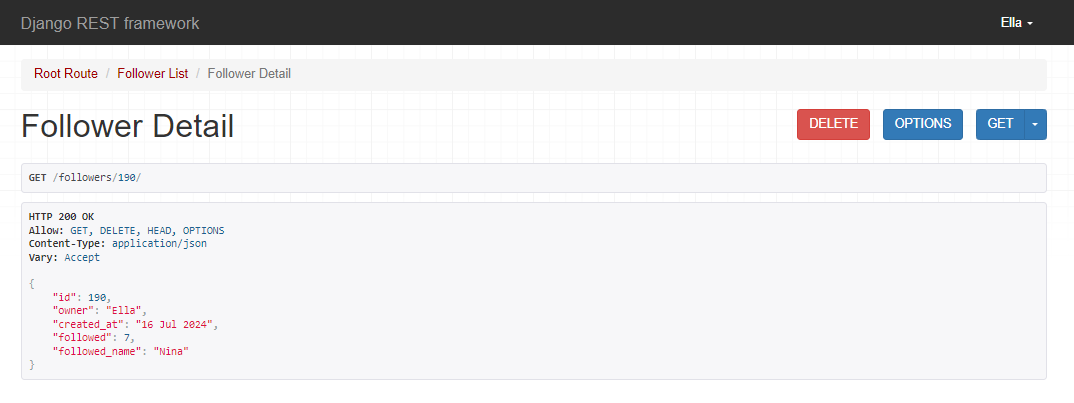 Django REST framework
Ella
Root Route / Follower List / Follower Detail
Follower Detail
DELETE
OPTIONS
GET
GET /followers/190/
HTTP 200 OK
Allow: GET, DELETE, HEAD, OPTIONS
Content-Type: application/json
Vary: Accept
{
    "id": 190,
    "owner": "Ella",
    "created_at": "16 Jul 2024",
    "followed": 7,
    "followed_name": "Nina"
}